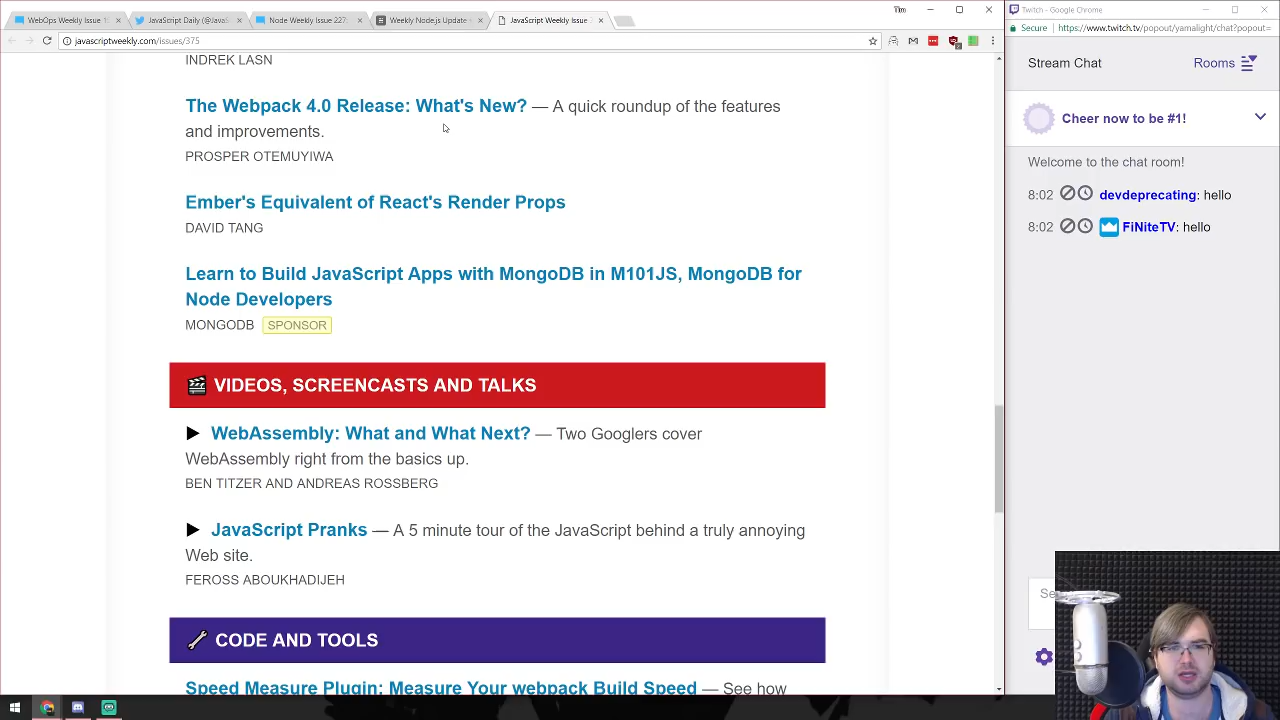 WebOps Weekly Issue 1
JavaScript Daily (@JavaS
Node Weekly Issue 227:
Weekly Node.js Update -
JavaScript Weekly Issue
Tim
javascriptweekly.com/issues/375
INDREK LASN
The Webpack 4.0 Release: What's New? — A quick roundup of the features
and improvements.
PROSPER OTEMUYIWA
Ember's Equivalent of React's Render Props
DAVID TANG
Learn to Build JavaScript Apps with MongoDB in M101JS, MongoDB for
Node Developers
MONGODB SPONSOR
VIDEOS, SCREENCASTS AND TALKS
WebAssembly: What and What Next? — Two Googlers cover
WebAssembly right from the basics up.
BEN TITZER AND ANDREAS ROSSBERG
JavaScript Pranks — A 5 minute tour of the JavaScript behind a truly annoying
Web site.
FEROSS ABOUKHADIJEH
CODE AND TOOLS
Speed Measure Plugin: Measure Your webpack Build Speed — See how
Twitch - Google Chrome
Secure https://www.twitch.tv/popout/yamalight/chat?popout=
Stream Chat Rooms
Cheer now to be #1!
Welcome to the chat room!
8:02 devdeprecating: hello
8:02 FiNiteTV: hello
Se